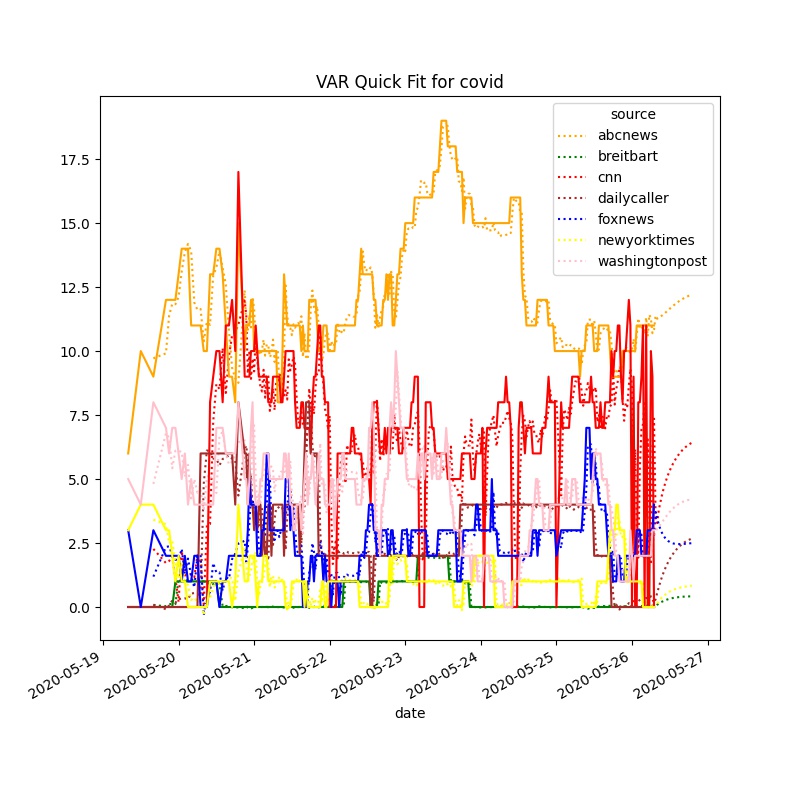 VAR Quick Fit for covid
source
abcnews
breitbart
cnn
dailycaller
foxnews
newyorktimes
washingtonpost
17.5
15.0
12.5
10.0
7.5
5.0
2.5
0.0
2020-05-19
2020-05-20
2020-05-21
2020-05-22
2020-05-23
2020-05-24
2020-05-25
2020-05-26
2020-05-27
date